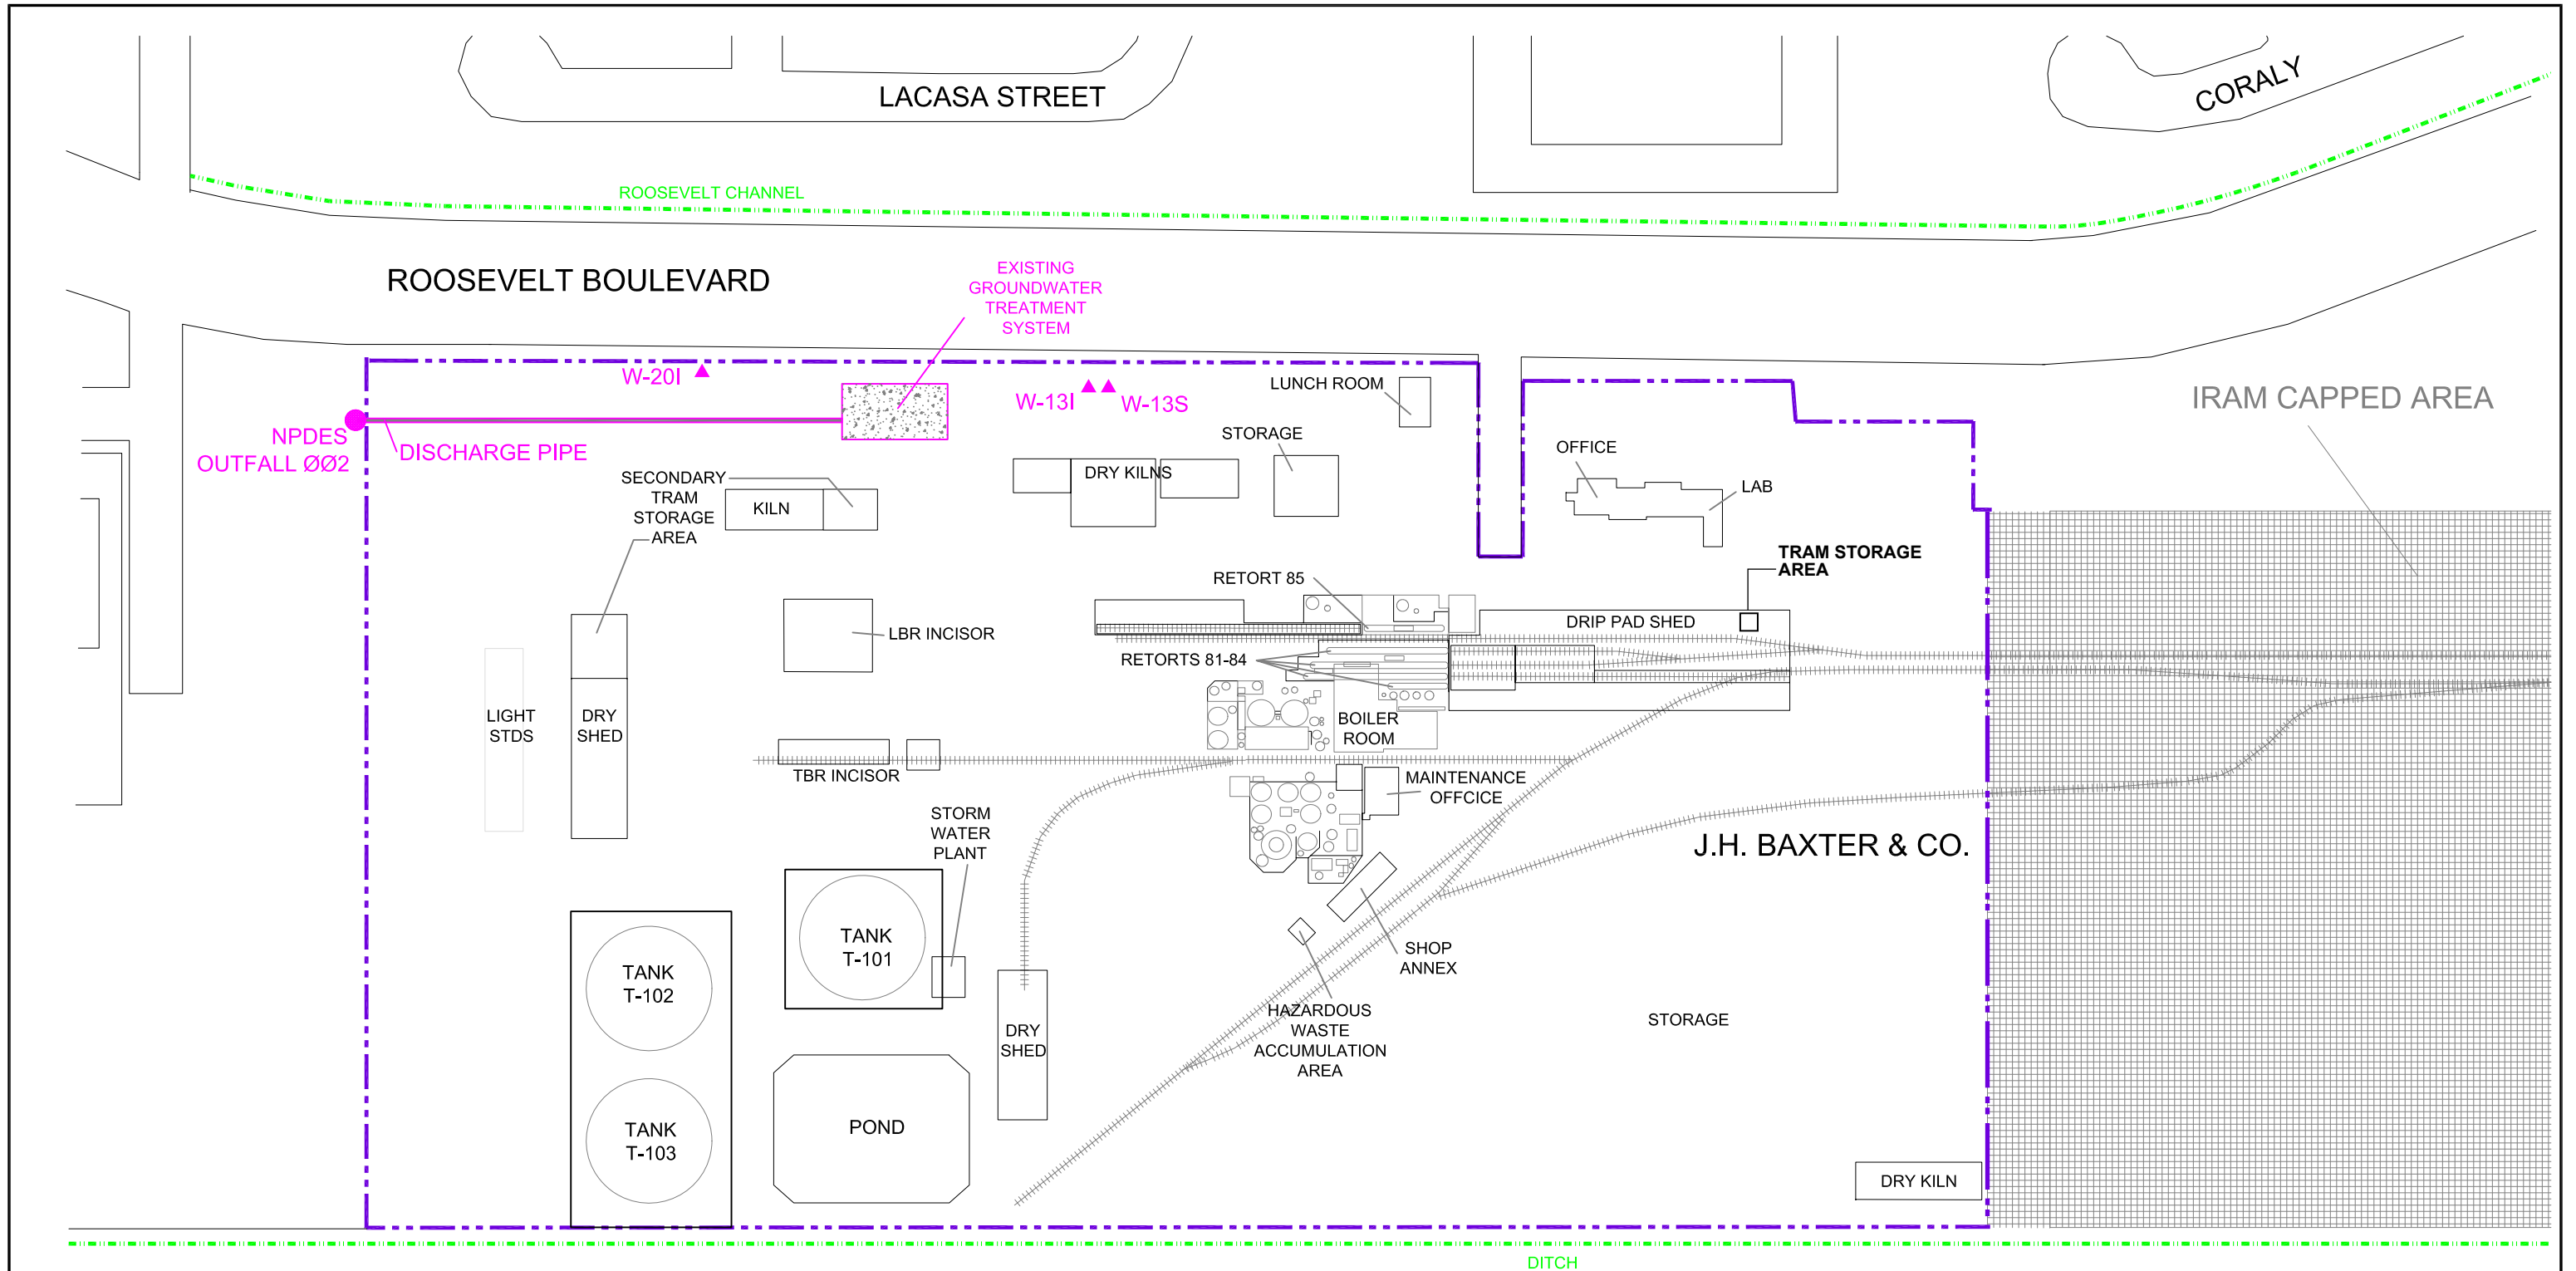 LACASA STREET
CORALY
ROOSEVELT CHANNEL
ROOSEVELT BOULEVARD
EXISTING
GROUNDWATER
TREATMENT
SYSTEM
W-20I
W-13I
W-13S
LUNCH ROOM
IRAM CAPPED AREA
NPDES
OUTFALL ØØ2
DISCHARGE PIPE
STORAGE
OFFICE
LAB
SECONDARY
TRAM
STORAGE
AREA
KILN
DRY KILNS
TRAM STORAGE
AREA
RETORT 85
DRIP PAD SHED
LBR INCISOR
RETORTS 81-84
LIGHT
STDS
DRY
SHED
BOILER
ROOM
TBR INCISOR
MAINTENANCE
OFFCICE
STORM
WATER
PLANT
J.H. BAXTER & CO.
TANK
T-101
TANK
T-102
SHOP
ANNEX
HAZARDOUS
WASTE
ACCUMULATION
AREA
STORAGE
DRY
SHED
POND
TANK
T-103
DRY KILN
DITCH